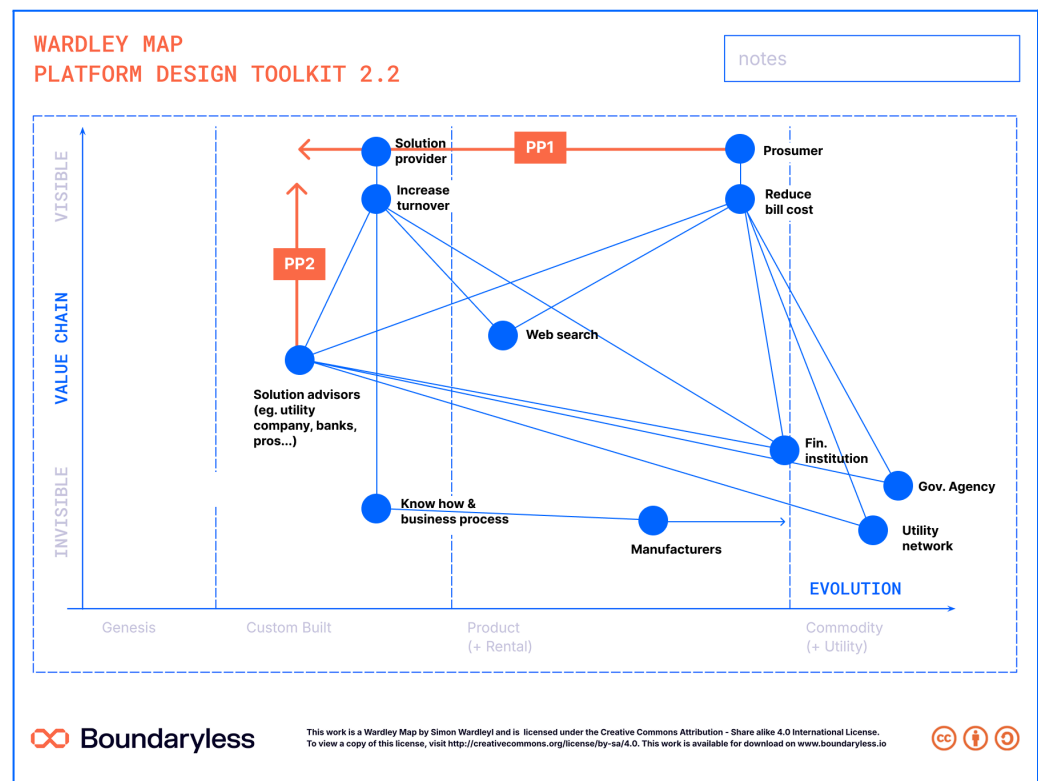 WARDLEY MAP
PLATFORM DESIGN TOOLKIT 2.2
notes
VISIBLE
VALUE CHAIN
INVISIBLE
Solution
provider
PP1
Prosumer
Increase
turnover
Reduce
bill cost
PP2
Web search
Solution advisors
(eg. utility
company, banks,
pros...)
Fin.
institution
Gov. Agency
Know how &
business process
Manufacturers
Utility
network
EVOLUTION
Genesis
Custom Built
Product
(+ Rental)
Commodity
(+ Utility)
Boundaryless
This work is a Wardley Map by Simon Wardleyl and is licensed under the Creative Commons Attribution - Share alike 4.0 International License.
To view a copy of this license, visit http://creativecommons.org/license/by-sa/4.0. This work is available for download on www.boundaryless.io
cc